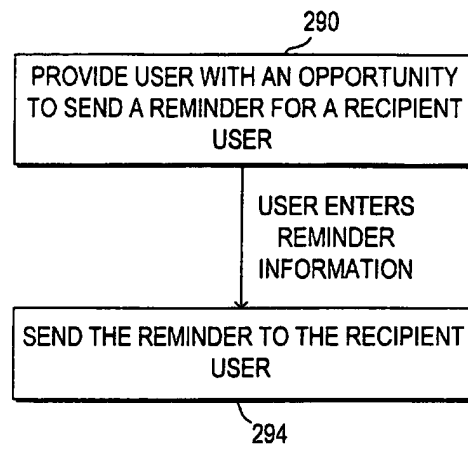 290
PROVIDE USER WITH AN OPPORTUNITY
TO SEND A REMINDER FOR A RECIPIENT
USER
USER ENTERS
REMINDER
INFORMATION
SEND THE REMINDER TO THE RECIPIENT
USER
294